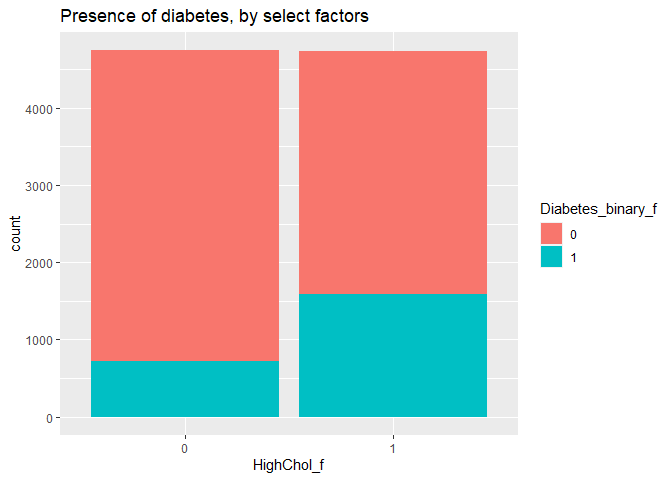 Presence of diabetes, by select factors
4000
3000
2000
1000
0
count
0
1
HighChol_f
Diabetes_binary_f
0
1